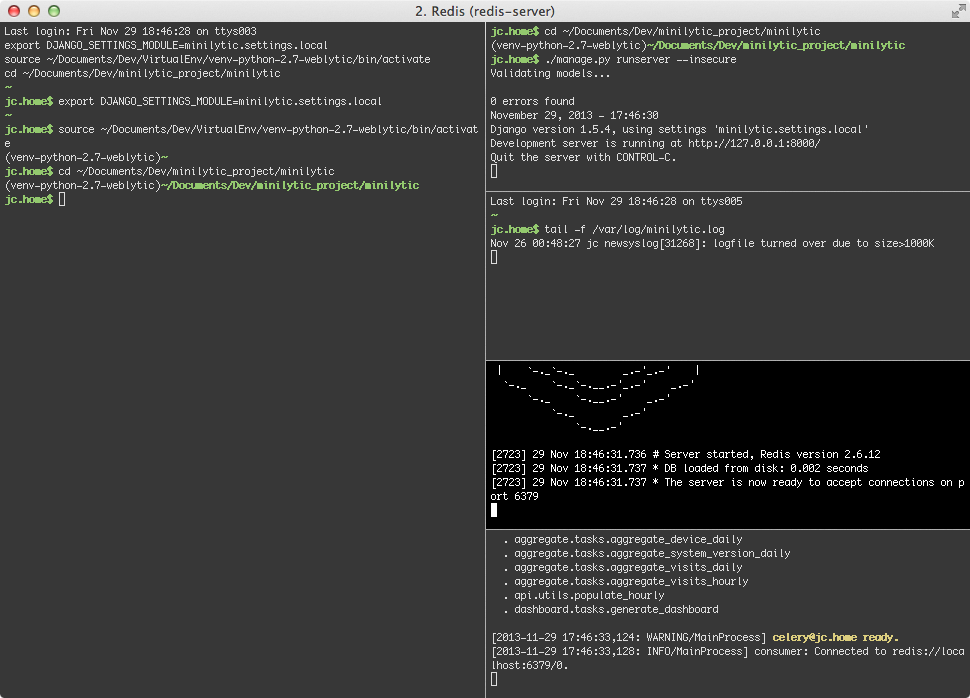 2. Redis (redis-server)
Last login: Fri Nov 29 18:46:28 on ttys003
export DJANGO_SETTINGS_MODULE=minilytic.settings.local
source ~/Documents/Dev/VirtualEnv/venv-python-2.7-weblytic/bin/activate
cd ~/Documents/Dev/minilytic_project/minilytic
~
jc.home$ export DJANGO_SETTINGS_MODULE=minilytic.settings.local
~
jc.home$ source ~/Documents/Dev/VirtualEnv/venv-python-2.7-weblytic/bin/activat
e
(venv-python-2.7-weblytic)~
jc.home$ cd ~/Documents/Dev/minilytic_project/minilytic
(venv-python-2.7-weblytic)~/Documents/Dev/minilytic_project/minilytic
jc.home$
jc.home$ cd ~/Documents/Dev/minilytic_project/minilytic
(venv-python-2.7-weblytic)~/Documents/Dev/minilytic_project/minilytic
jc.home$ ./manage.py runserver --insecure
Validating models...
0 errors found
November 29, 2013 - 17:46:30
Django version 1.5.4, using settings 'minilytic.settings.local'
Development server is running at http://127.0.0.1:8000/
Quit the server with CONTROL-C.
Last login: Fri Nov 29 18:46:28 on ttys005
~
jc.home$ tail -f /var/log/minilytic.log
Nov 26 00:48:27 jc newsyslog[31268]: logfile turned over due to size>1000K
[2723] 29 Nov 18:46:31.736 # Server started, Redis version 2.6.12
[2723] 29 Nov 18:46:31.737 * DB loaded from disk: 0.002 seconds
[2723] 29 Nov 18:46:31.737 * The server is now ready to accept connections on p
ort 6379
. aggregate.tasks.aggregate_device_daily
. aggregate.tasks.aggregate_system_version_daily
. aggregate.tasks.aggregate_visits_daily
. aggregate.tasks.aggregate_visits_hourly
. api.utils.populate_hourly
. dashboard.tasks.generate_dashboard
[2013-11-29 17:46:33,124: WARNING/MainProcess] celery@jc.home ready.
[2013-11-29 17:46:33,128: INFO/MainProcess] consumer: Connected to redis://loca
lhost:6379/0.